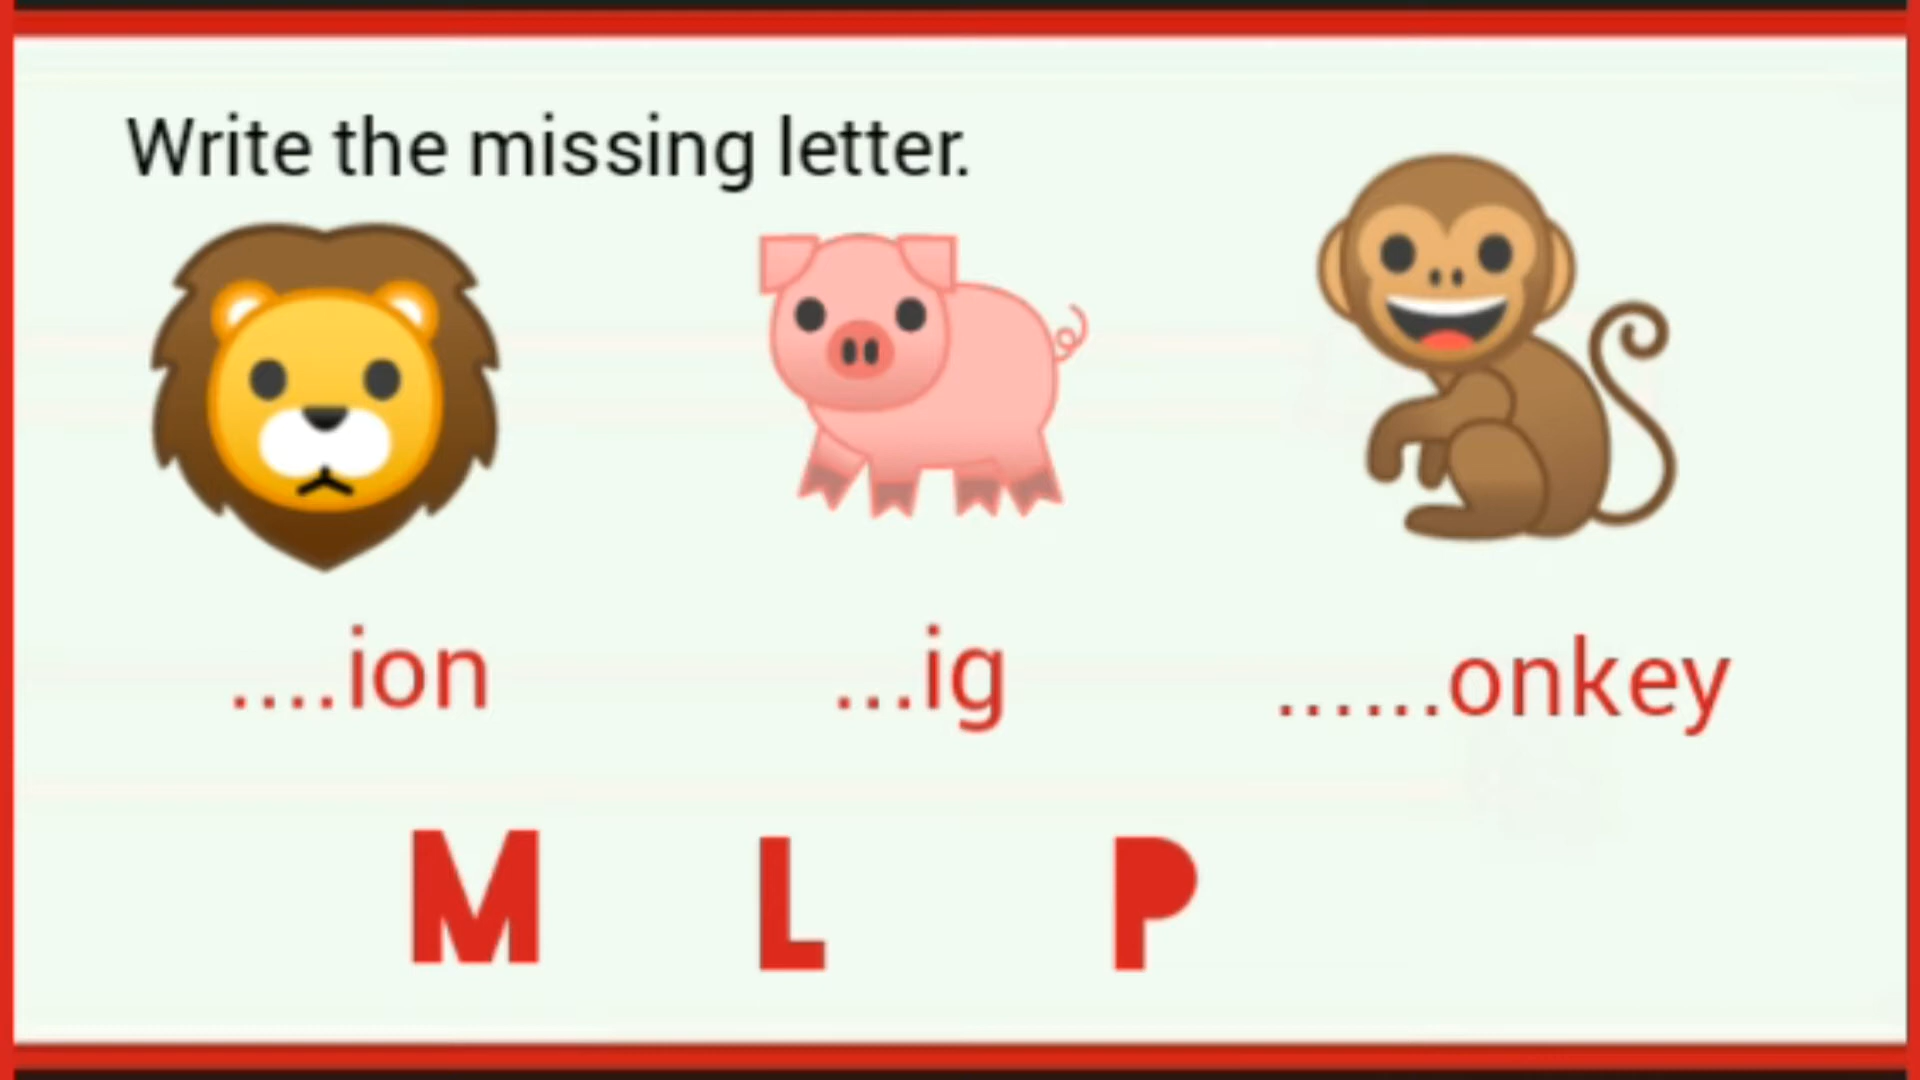 Write the missing letter.
....ion ...ig ......onkey
M L P